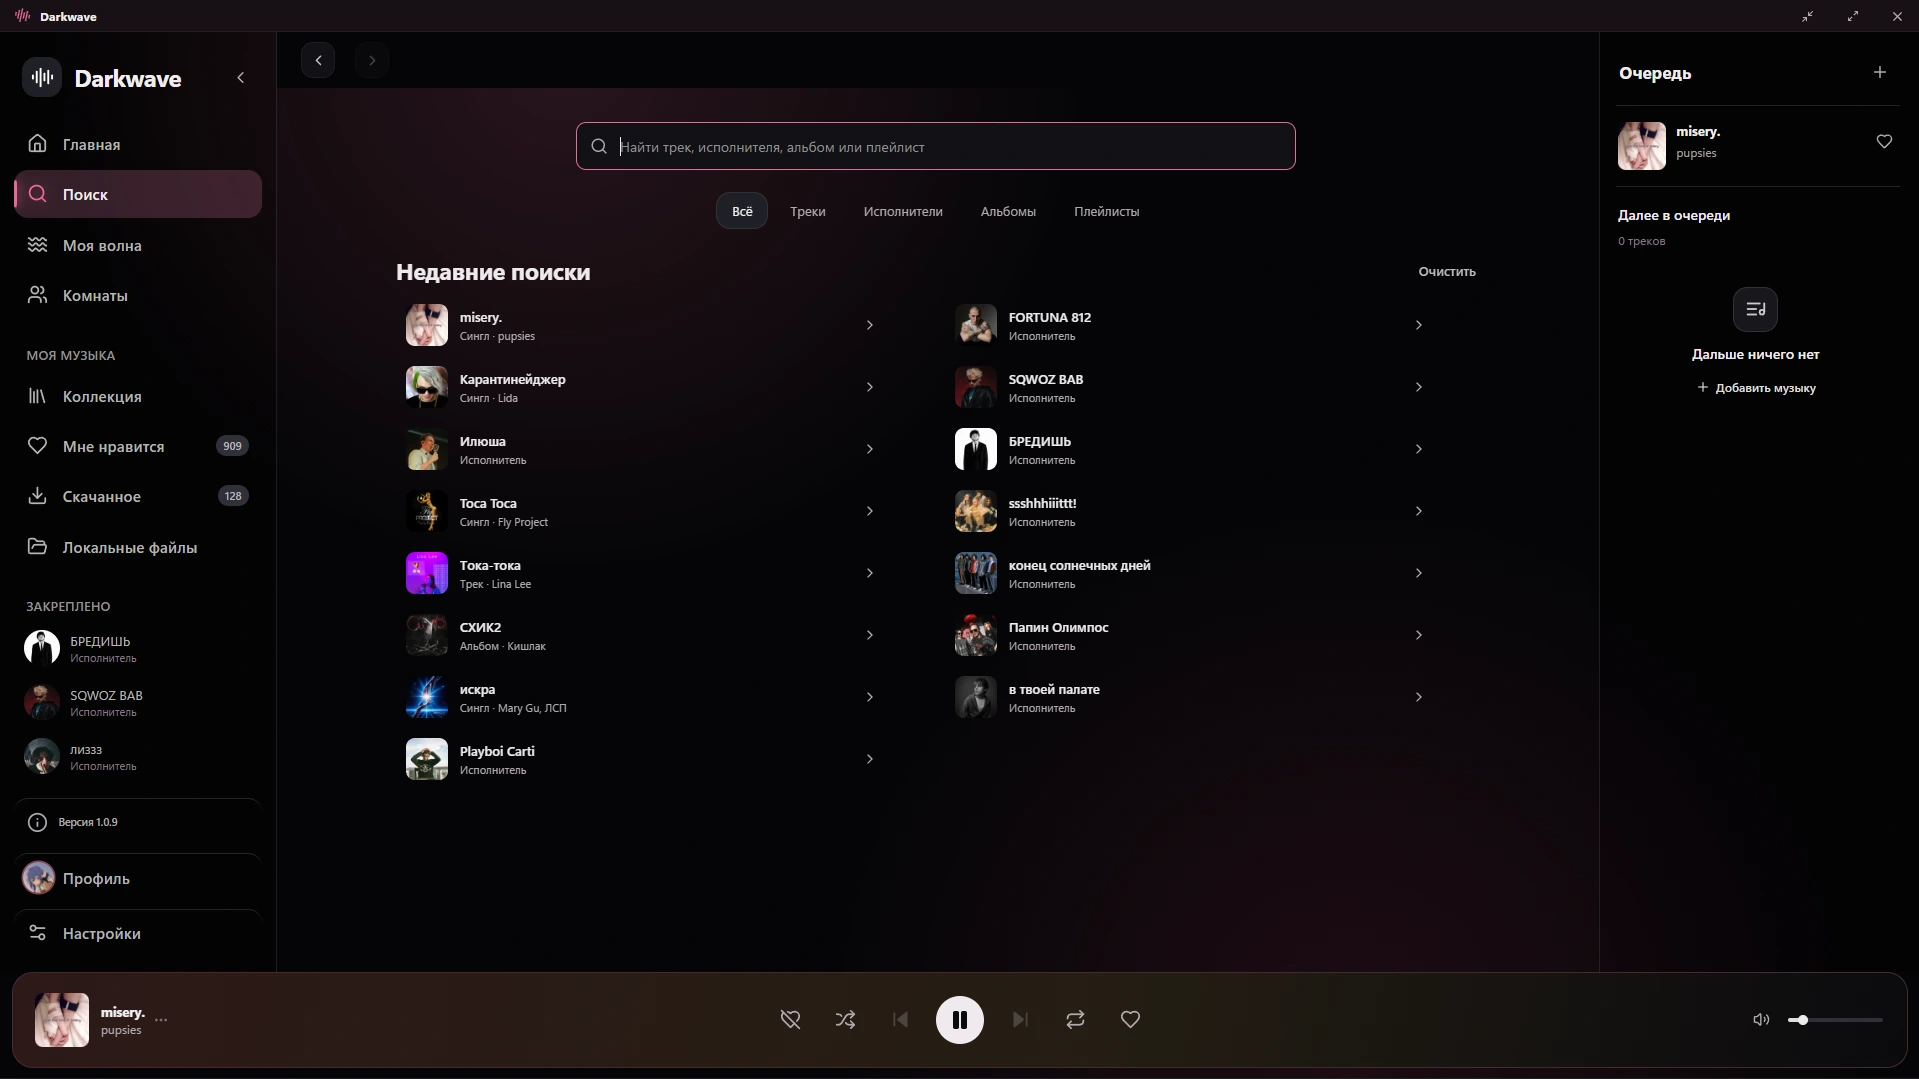 Darkwave
Darkwave
Главная
Поиск
Моя волна
Комнаты
МОЯ МУЗЫКА
Коллекция
Мне нравится
909
Скачанное
128
Локальные файлы
ЗАКРЕПЛЕНО
БРЕДИШЬ
Исполнитель
SQWOZ BAB
Исполнитель
лиззз
Исполнитель
Версия 1.0.9
Профиль
Настройки
Найти трек, исполнителя, альбом или плейлист
Всё
Треки
Исполнители
Альбомы
Плейлисты
Недавние поиски
Очистить
misery.
Сингл · pupsies
FORTUNA 812
Исполнитель
Карантинейджер
Сингл · Lida
SQWOZ BAB
Исполнитель
Илюша
Исполнитель
БРЕДИШЬ
Исполнитель
Toca Toca
Сингл · Fly Project
ssshhhiiittt!
Исполнитель
Тока-тока
Трек · Lina Lee
конец солнечных дней
Исполнитель
СХИК2
Альбом · Кишлак
Папин Олимпос
Исполнитель
искра
Сингл · Mary Gu, ЛСП
в твоей палате
Исполнитель
Playboi Carti
Исполнитель
Очередь
misery.
pupsies
Далее в очереди
0 треков
Дальше ничего нет
Добавить музыку
misery.
pupsies